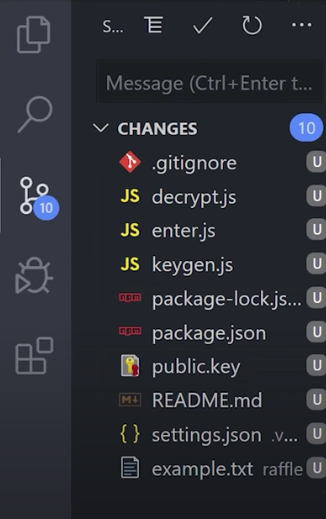 S...
Message (Ctrl+Enter t...
CHANGES 10
.gitignore U
JS decrypt.js U
JS enter.js U
JS keygen.js U
package-lock.js... U
package.json U
public.key U
M↓ README.md U
{ } settings.json .v... U
example.txt raffle U
10